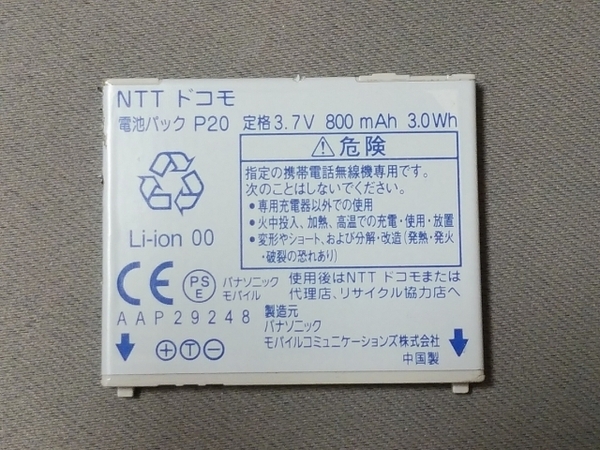 NTT ドコモ
電池パック P20 定格3.7V 800 mAh 3.0Wh
⚠危険
指定の携帯電話無線機専用です。
次のことはしないでください。
●専用充電器以外での使用
●火中投入、加熱、高温での充電・使用・放置
●変形やショート、および分解・改造(発熱・発火
・破裂の恐れあり)
Li-ion 00
CE PSE パナソニック
モバイル
使用後はNTT ドコモまたは
代理店、リサイクル協力店へ
AAP29248
製造元
パナソニック
モバイルコミュニケーションズ株式会社
中国製
+ T -